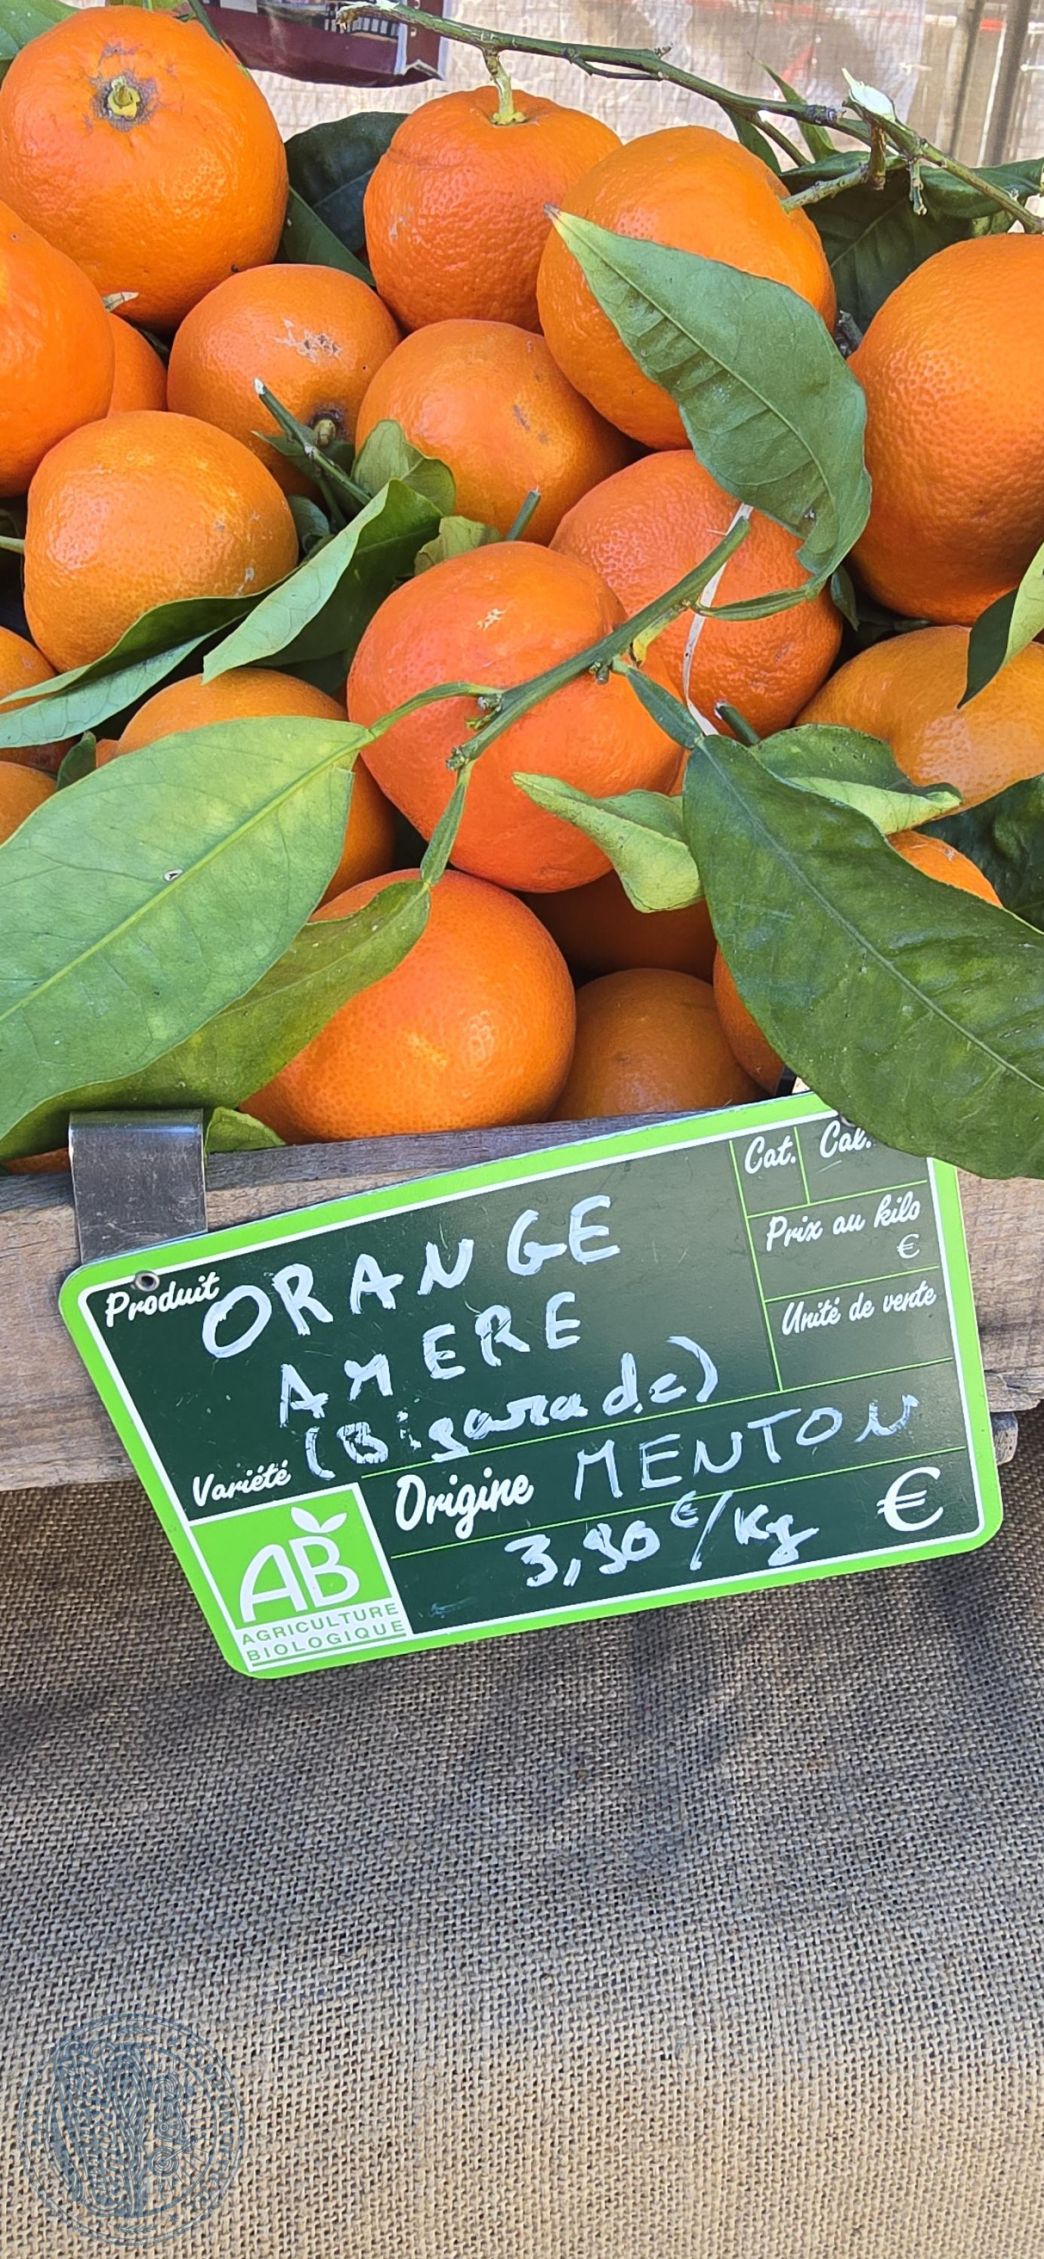 Cat. Cal.
Prix au kilo
€
Unité de vente
Produit ORANGE
AMERE
(Bigarade)
Variété
Origine MENTON
3,90€/Kg €
AB
AGRICULTURE
BIOLOGIQUE